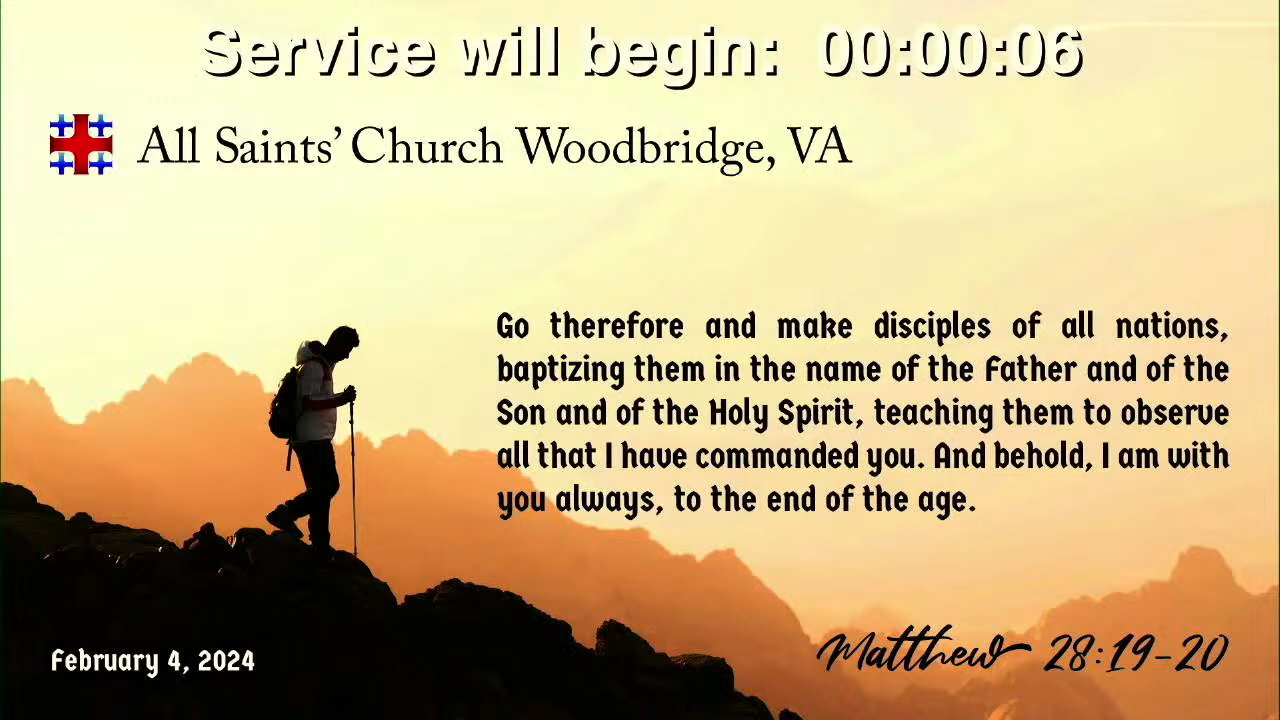 Service will begin: 00:00:06
All Saints’ Church Woodbridge, VA
Go therefore and make disciples of all nations,
baptizing them in the name of the Father and of the
Son and of the Holy Spirit, teaching them to observe
all that I have commanded you. And behold, I am with
you always, to the end of the age.
February 4, 2024
Matthew 28:19-20